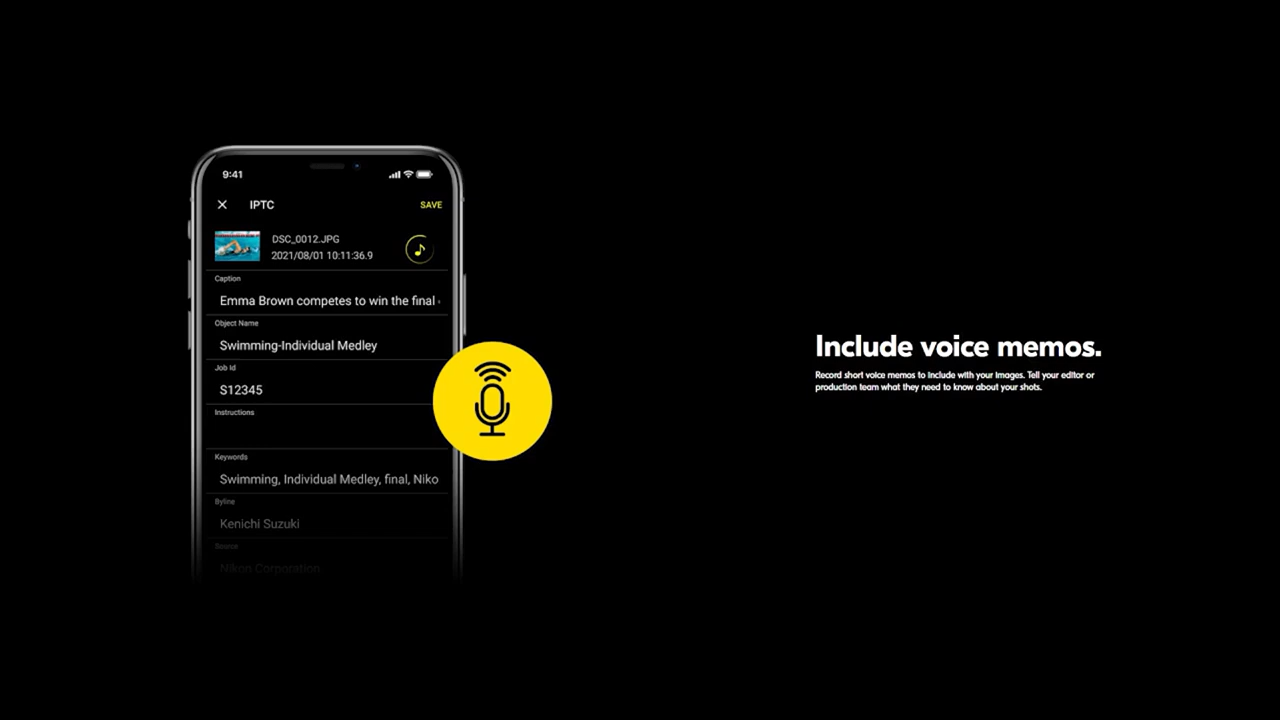 9:41
IPTC
SAVE
DSC_0012.JPG
2021/08/01 10:11:36.9
Caption
Emma Brown competes to win the final
Object Name
Swimming-Individual Medley
Job Id
S12345
Instructions
Keywords
Swimming, Individual Medley, final, Niko
Byline
Kenichi Suzuki
Source
Nikon Corporation
Include voice memos.
Record short voice memos to include with your images. Tell your editor or
production team what they need to know about your shots.